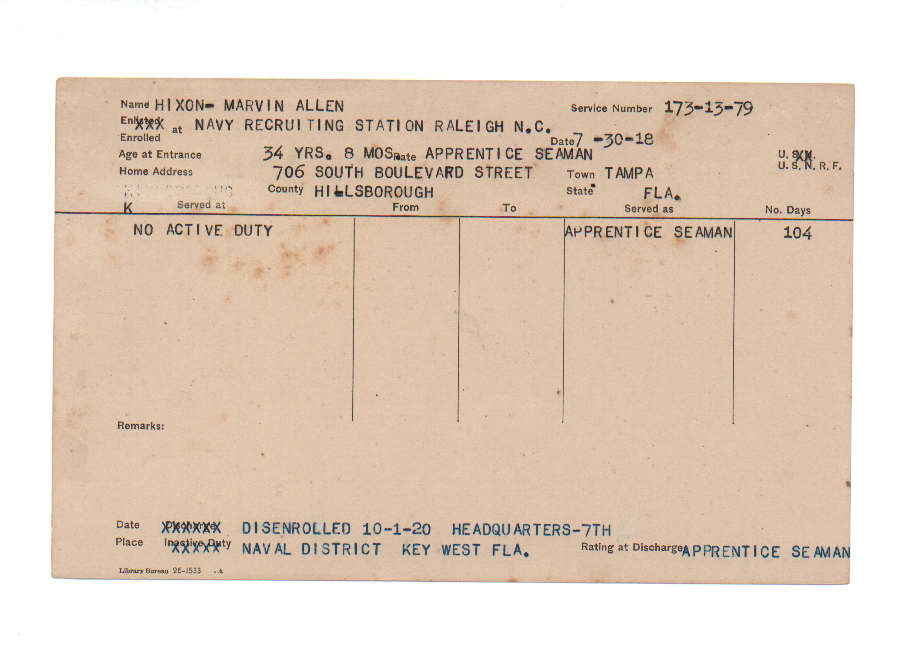 Name HIXON- MARVIN ALLEN Service Number 173-13-79
Enlisted XXX at NAVY RECRUITING STATION RALEIGH N.C.
Enrolled Date 7 -30-18
Age at Entrance 34 YRS. 8 MOS. Rate APPRENTICE SEAMAN U.S.N.
Home Address 706 SOUTH BOULEVARD STREET Town TAMPA U.S.N.R.F.
County HILLSBOROUGH State FLA.
K Served at From To Served as No. Days
NO ACTIVE DUTY APPRENTICE SEAMAN 104
Remarks:
Date XXXXXX DISENROLLED 10-1-20 HEADQUARTERS-7TH
Place Inactive Duty XXXXX NAVAL DISTRICT KEY WEST FLA. Rating at Discharge APPRENTICE SEAMAN
Library Bureau 26-1533